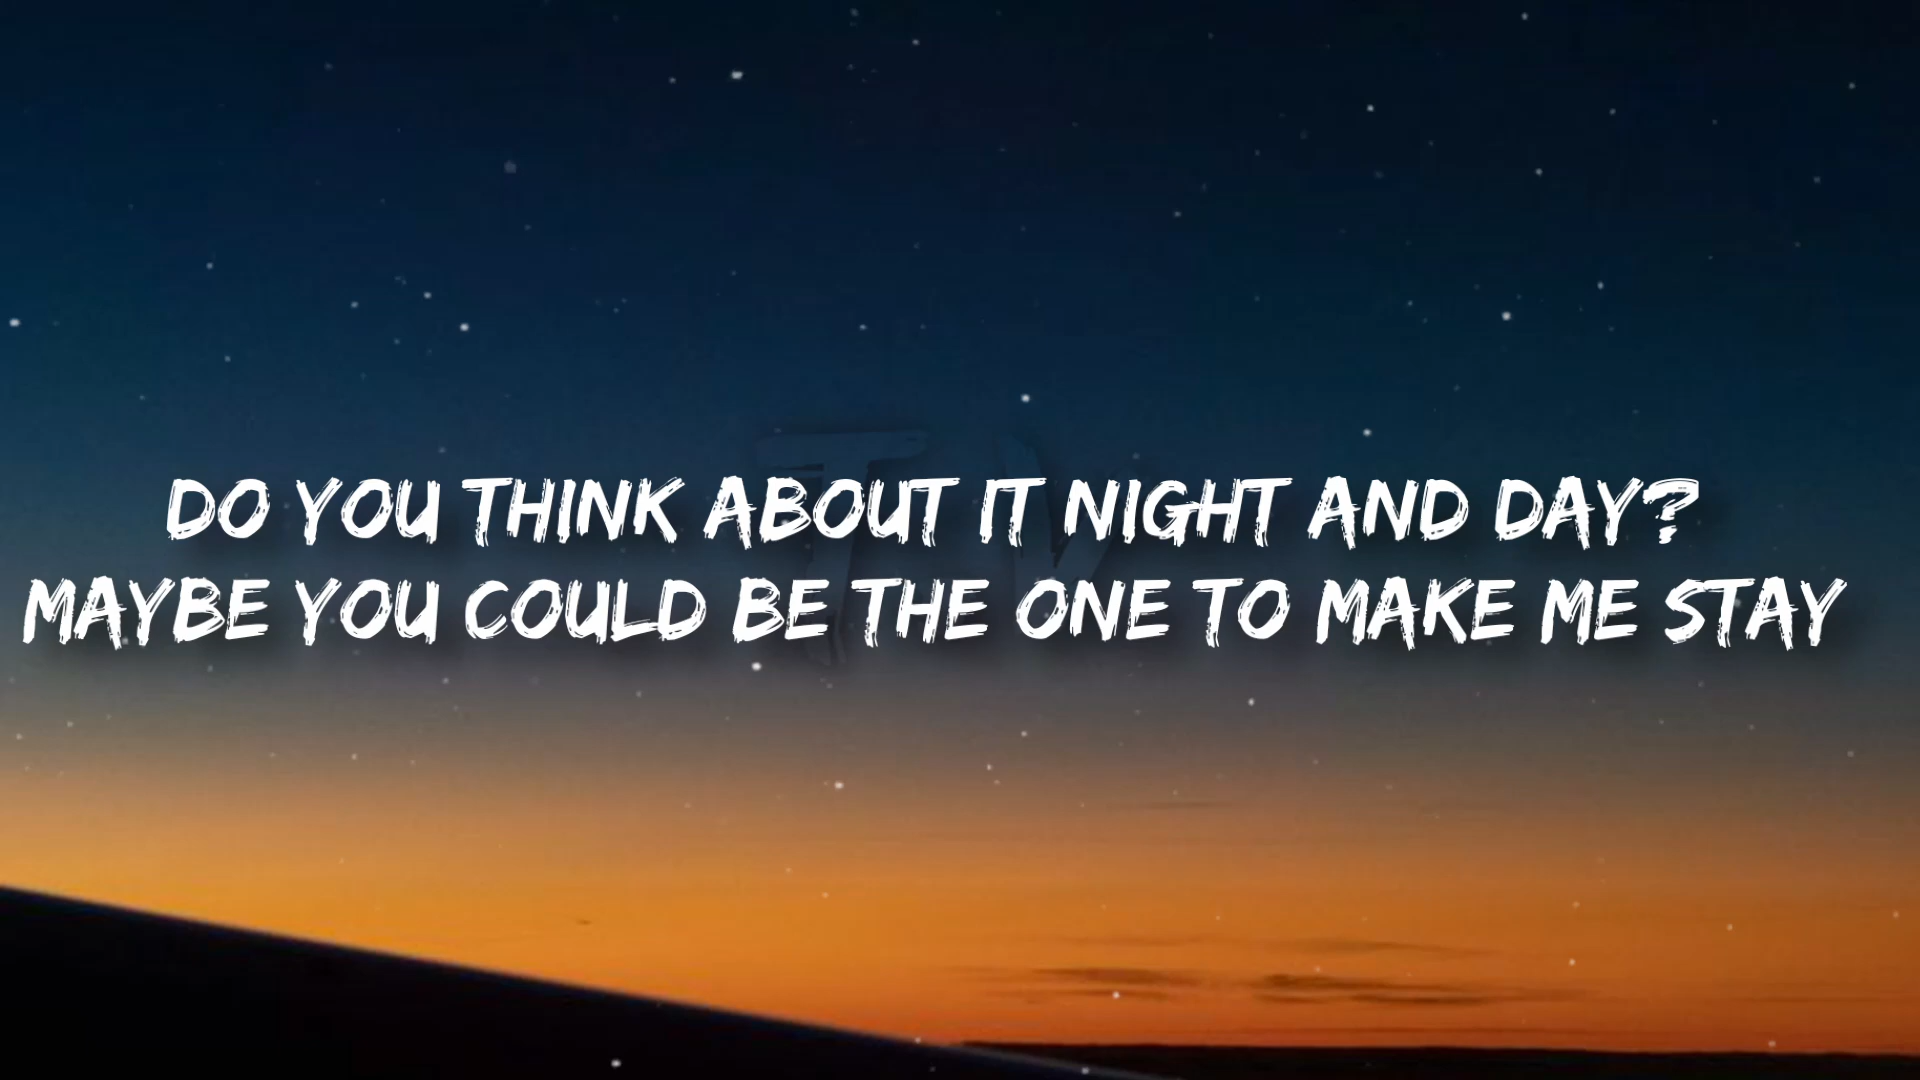 DO YOU THINK ABOUT IT NIGHT AND DAY?
MAYBE YOU COULD BE THE ONE TO MAKE ME STAY